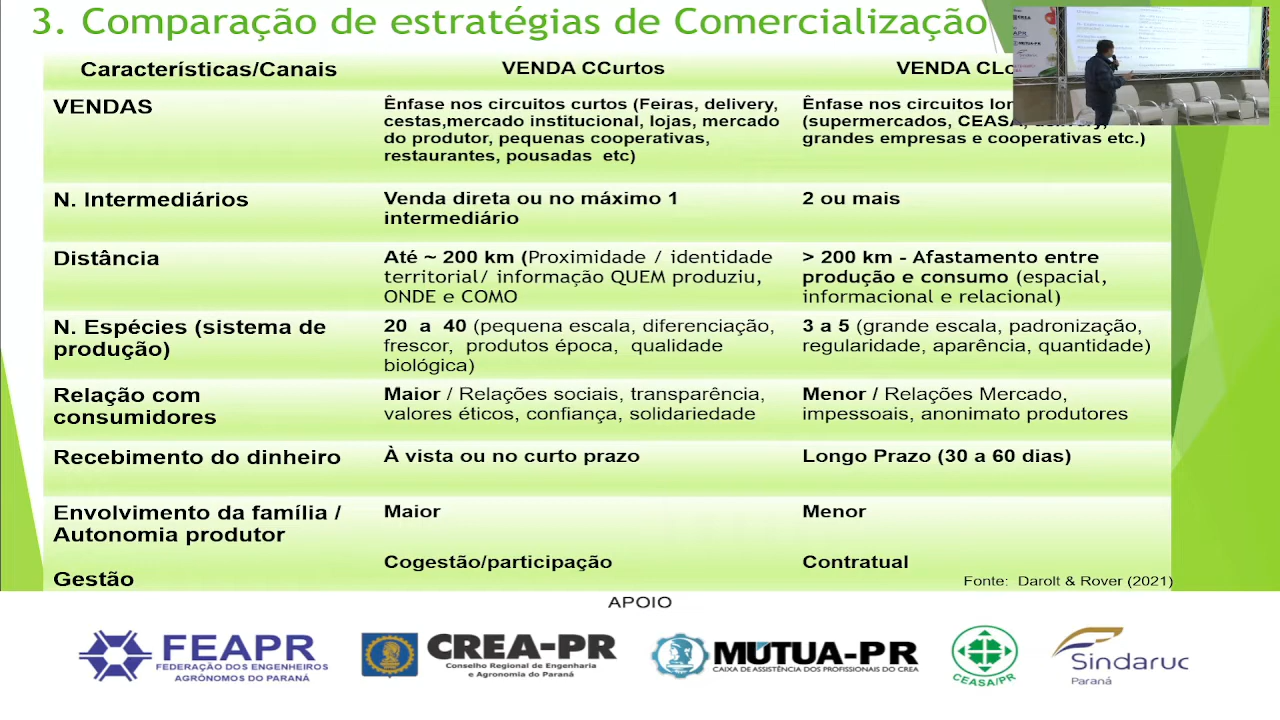 3. Comparação de estratégias de Comercialização
Características/Canais
VENDA CCurtos
VENDA CLo
VENDAS
Ênfase nos circuitos curtos (Feiras, delivery,
cestas,mercado institucional, lojas, mercado
do produtor, pequenas cooperativas,
restaurantes, pousadas etc)
Ênfase nos circuitos lon
(supermercados, CEASA, delivery,
grandes empresas e cooperativas etc.)
N. Intermediários
Venda direta ou no máximo 1
intermediário
2 ou mais
Distância
Até ~ 200 km (Proximidade / identidade
territorial/ informação QUEM produziu,
ONDE e COMO
> 200 km - Afastamento entre
produção e consumo (espacial,
informacional e relacional)
N. Espécies (sistema de
produção)
20 a 40 (pequena escala, diferenciação,
frescor, produtos época, qualidade
biológica)
3 a 5 (grande escala, padronização,
regularidade, aparência, quantidade)
Relação com
consumidores
Maior / Relações sociais, transparência,
valores éticos, confiança, solidariedade
Menor / Relações Mercado,
impessoais, anonimato produtores
Recebimento do dinheiro
À vista ou no curto prazo
Longo Prazo (30 a 60 dias)
Envolvimento da família /
Autonomia produtor
Maior
Menor
Gestão
Cogestão/participação
Contratual
Fonte: Darolt & Rover (2021)
APOIO
FEAPR
FEDERAÇÃO DOS ENGENHEIROS
AGRÔNOMOS DO PARANÁ
CREA-PR
Conselho Regional de Engenharia
e Agronomia do Paraná
MÚTUA-PR
CAIXA DE ASSISTÊNCIA DOS PROFISSIONAIS DO CREA
CEASA/PR
Sindaruc
Paraná